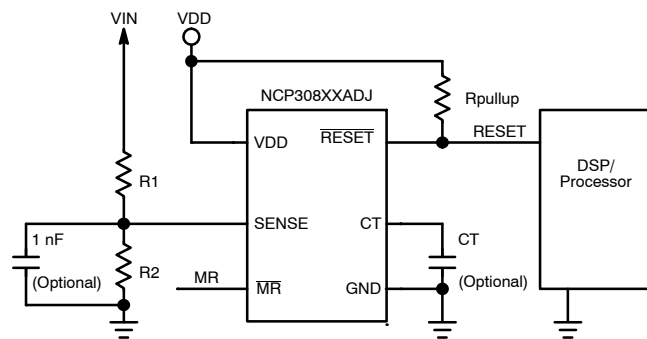 VIN
VDD
NCP308XXADJ
Rpullup
VDD
RESET
RESET
DSP/
Processor
R1
SENSE
CT
1 nF
CT
(Optional)
R2
MR
MR
GND
(Optional)